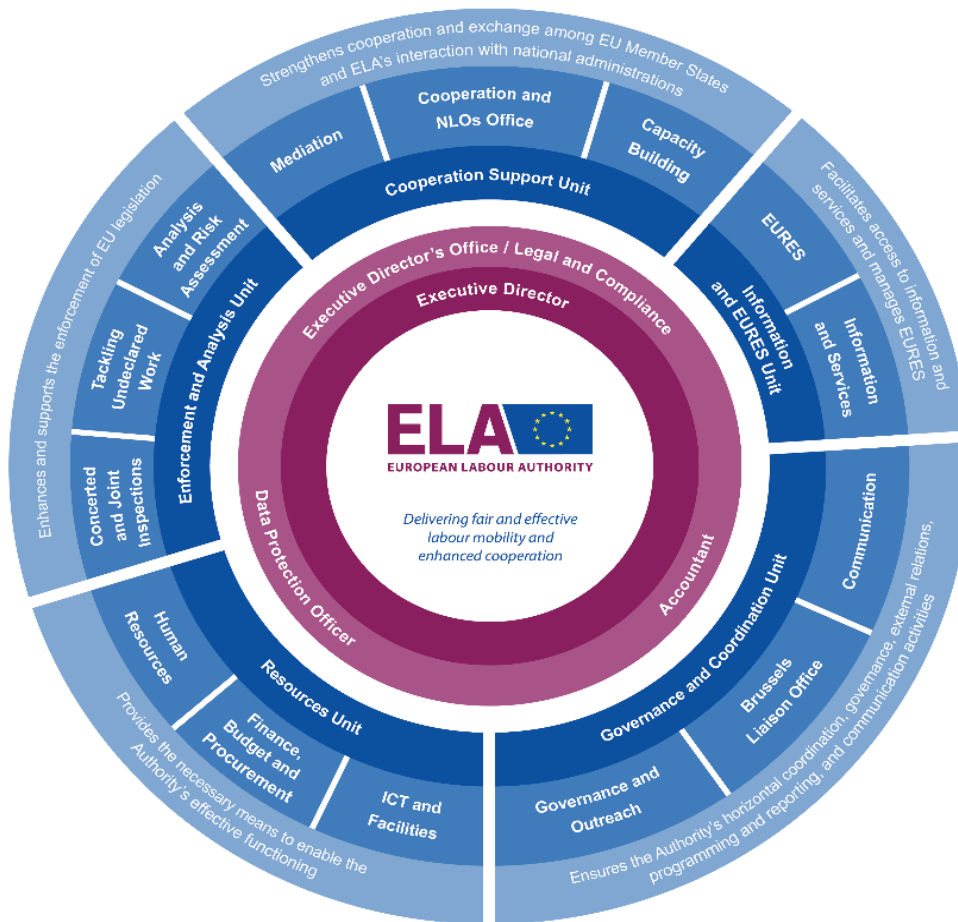 Strengthens cooperation and exchange among EU Member States
and ELA's interaction with national administrations
Mediation
Cooperation and
NLOs Office
Capacity
Building
Cooperation Support Unit
Facilitates access to information and
services and manages EURES
EURES
Information
and Services
Information
and EURES Unit
Ensures the Authority's horizontal coordination, governance, external relations,
programming and reporting, and communication activities
Communication
Brussels
Liaison Office
Governance and
Outreach
Governance and Coordination Unit
Provides the necessary means to enable the
Authority's effective functioning
Human
Resources
Finance,
Budget and
Procurement
ICT and
Facilities
Resources Unit
Enhances and supports the enforcement of EU legislation
Analysis
and Risk
Assessment
Tackling
Undeclared
Work
Concerted
and Joint
Inspections
Enforcement and Analysis Unit
Executive Director's Office / Legal and Compliance
Accountant
Data Protection Officer
Executive Director
ELA
EUROPEAN LABOUR AUTHORITY
Delivering fair and effective
labour mobility and
enhanced cooperation